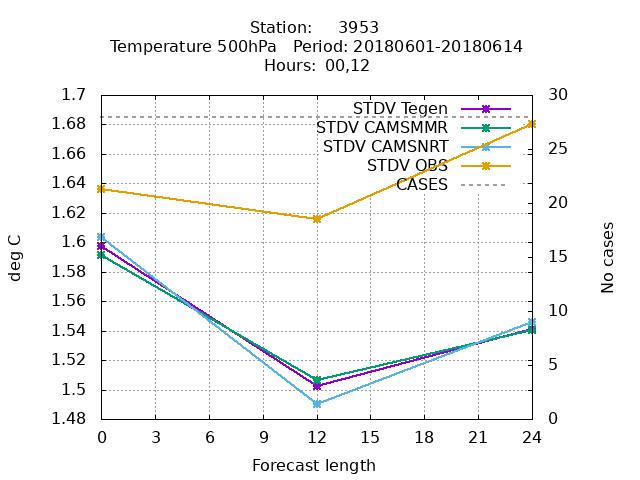 Station: 3953
Temperature 500hPa Period: 20180601-20180614
Hours: 00,12
1.7
1.68
1.66
1.64
1.62
1.6
1.58
1.56
1.54
1.52
1.5
1.48
deg C
STDV Tegen
STDV CAMSMMR
STDV CAMSNRT
STDV OBS
CASES
30
25
20
15
10
5
0
No cases
0 3 6 9 12 15 18 21 24
Forecast length